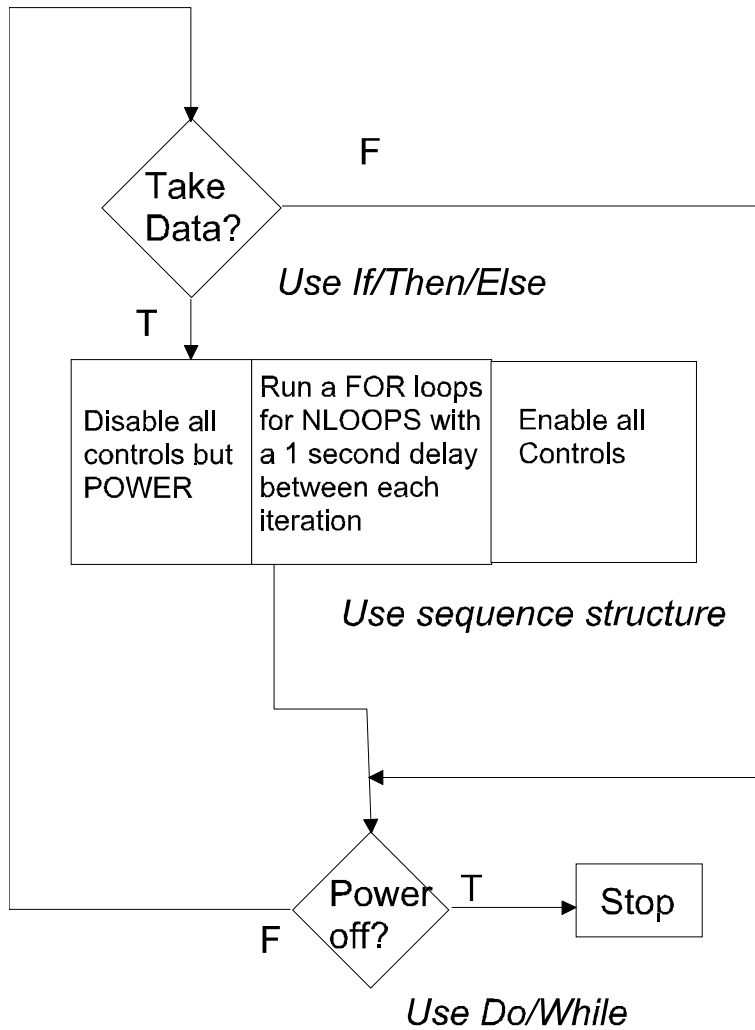 F
Take
Data?
Use If/Then/Else
T
Disable all
controls but
POWER
Run a FOR loops
for NLOOPS with
a 1 second delay
between each
iteration
Enable all
Controls
Use sequence structure
Power
off?
T
Stop
F
Use Do/While